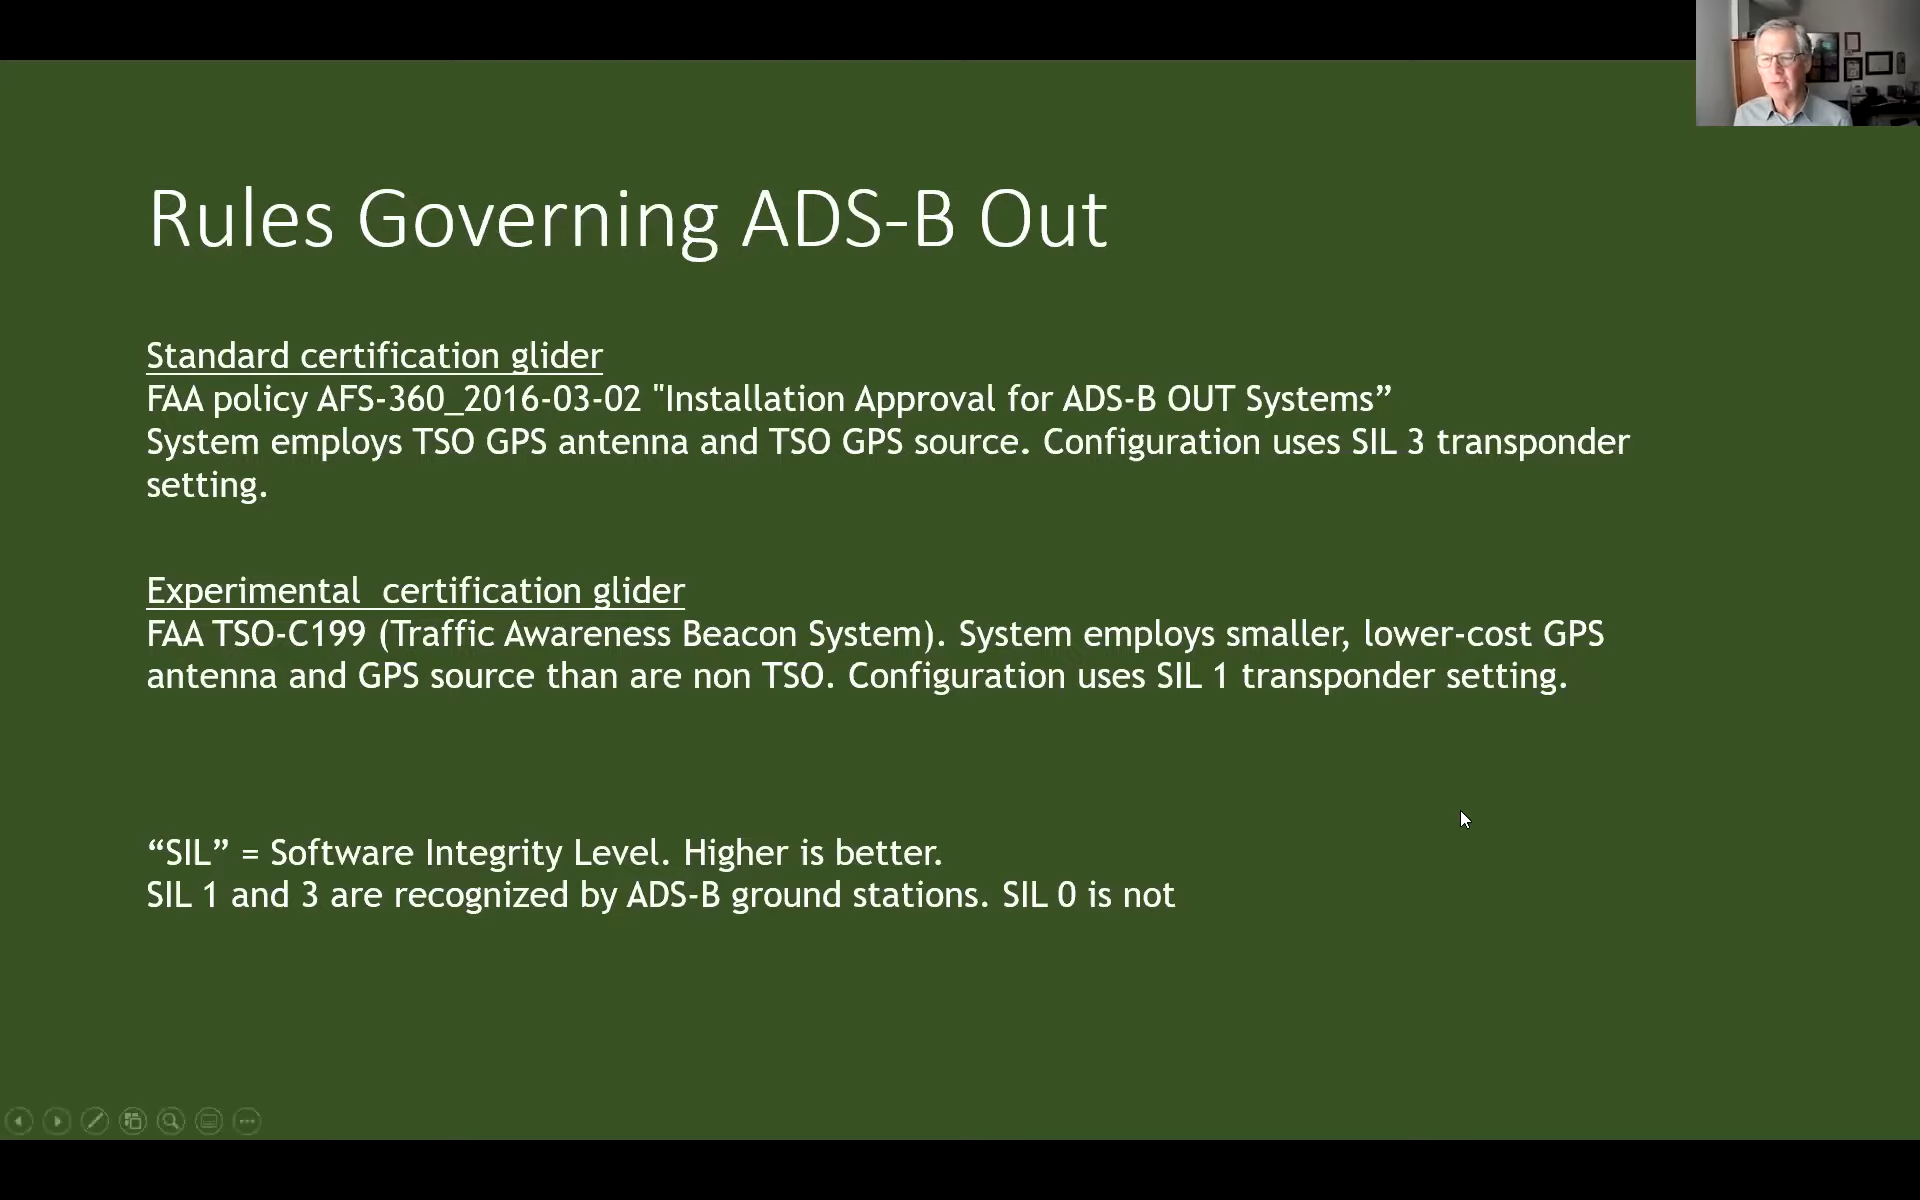 Rules Governing ADS-B Out
Standard certification glider
FAA policy AFS-360_2016-03-02 "Installation Approval for ADS-B OUT Systems”
System employs TSO GPS antenna and TSO GPS source. Configuration uses SIL 3 transponder
setting.
Experimental  certification glider
FAA TSO-C199 (Traffic Awareness Beacon System). System employs smaller, lower-cost GPS
antenna and GPS source than are non TSO. Configuration uses SIL 1 transponder setting.
“SIL” = Software Integrity Level. Higher is better.
SIL 1 and 3 are recognized by ADS-B ground stations. SIL 0 is not